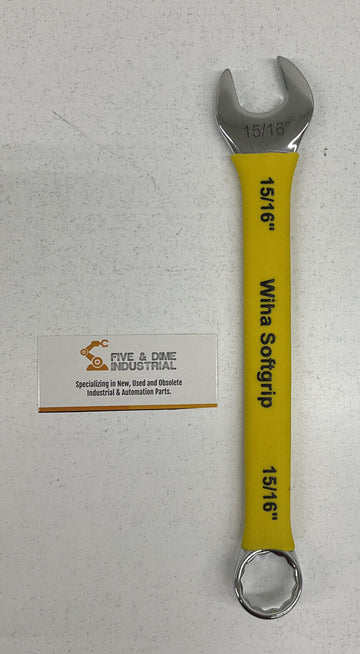 15/16"
15/16"
Wiha Softgrip
15/16"
FIVE & DIME
INDUSTRIAL
Specializing in New, Used and Obsolete
Industrial & Automation Parts.